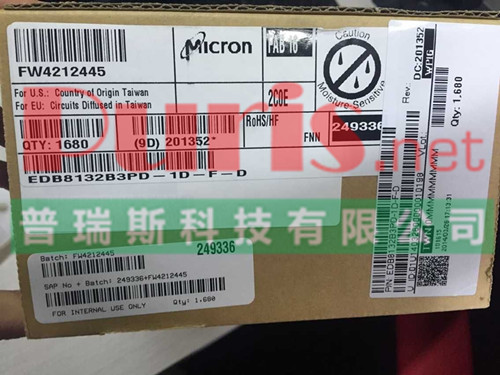 Micron
FAB 10
Caution
Moisture-Sensitive
FW4212445
For U.S.: Country of Origin Taiwan
For EU: Circuits Diffused in Taiwan
2C0E
RoHS/HF
QTY: 1680 (9D) 201352*
FNN 249336
EDB8132B3PD-1D-F-D
Puris.net
普瑞斯科技有限公司
Batch: FW4212445
249336
SAP No + Batch: 249336+FW4212445
FOR INTERNAL USE ONLY
Qty: 1.680
Rev.
DC:201352
Qty: 1,680
TWN